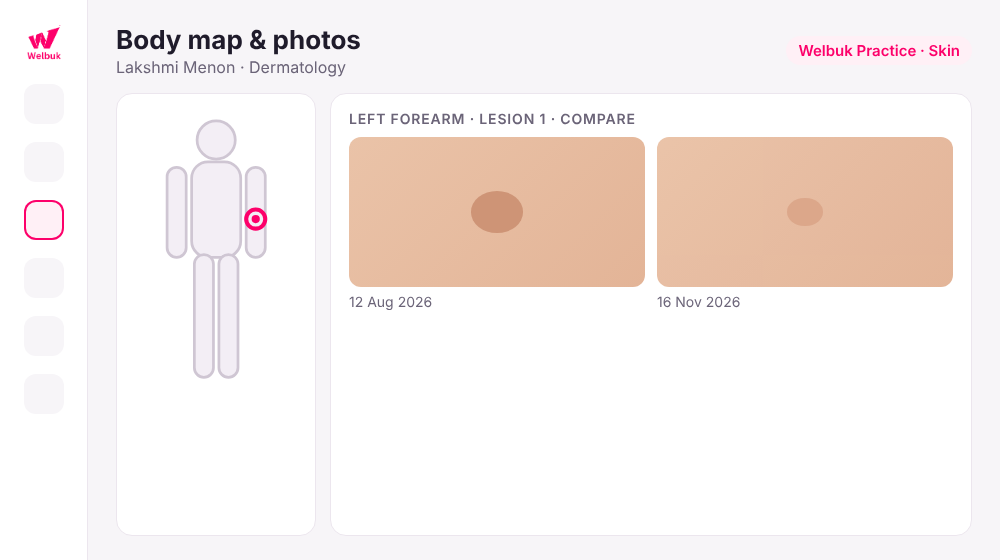 Welbuk
Body map & photos
Lakshmi Menon · Dermatology
Welbuk Practice · Skin
LEFT FOREARM · LESION 1 · COMPARE
12 Aug 2026
16 Nov 2026